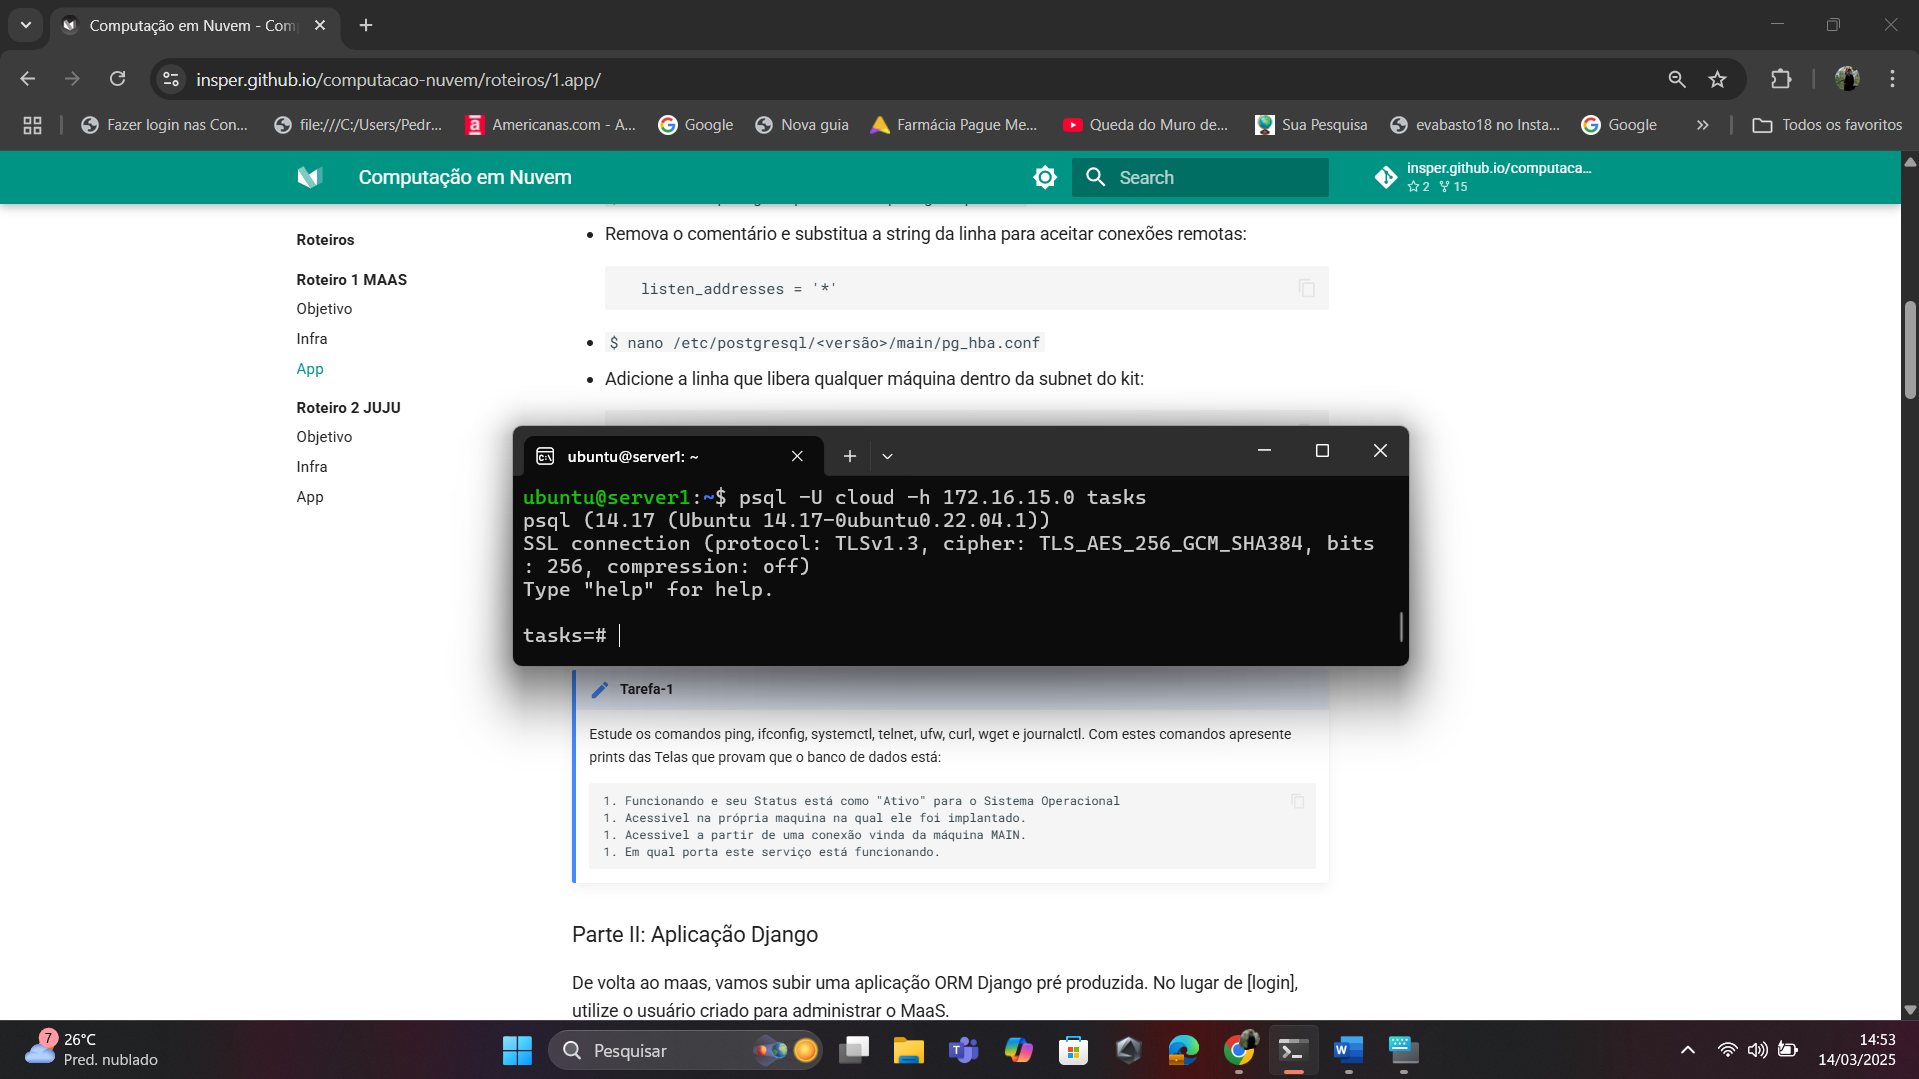 Computação em Nuvem - Com
insper.github.io/computacao-nuvem/roteiros/1.app/
Fazer login nas Con...
file:///C:/Users/Pedr...
Americanas.com - A...
Google
Nova guia
Farmácia Pague Me...
Queda do Muro de...
Sua Pesquisa
evabasto18 no Insta...
Google
Todos os favoritos
Computação em Nuvem
Search
insper.github.io/computaca...
2 15
Roteiros
Roteiro 1 MAAS
Objetivo
Infra
App
Roteiro 2 JUJU
Objetivo
Infra
App
Remova o comentário e substitua a string da linha para aceitar conexões remotas:
listen_addresses = '*'
$ nano /etc/postgresql/<versão>/main/pg_hba.conf
Adicione a linha que libera qualquer máquina dentro da subnet do kit:
ubuntu@server1: ~
ubuntu@server1:~$ psql -U cloud -h 172.16.15.0 tasks
psql (14.17 (Ubuntu 14.17-0ubuntu0.22.04.1))
SSL connection (protocol: TLSv1.3, cipher: TLS_AES_256_GCM_SHA384, bits
: 256, compression: off)
Type "help" for help.
tasks=#
Tarefa-1
Estude os comandos ping, ifconfig, systemctl, telnet, ufw, curl, wget e journalctl. Com estes comandos apresente
prints das Telas que provam que o banco de dados está:
1. Funcionando e seu Status está como "Ativo" para o Sistema Operacional
1. Acessivel na própria maquina na qual ele foi implantado.
1. Acessivel a partir de uma conexão vinda da máquina MAIN.
1. Em qual porta este serviço está funcionando.
Parte II: Aplicação Django
De volta ao maas, vamos subir uma aplicação ORM Django pré produzida. No lugar de [login],
utilize o usuário criado para administrar o MaaS.
7
26°C
Pred. nublado
Pesquisar
14:53
14/03/2025